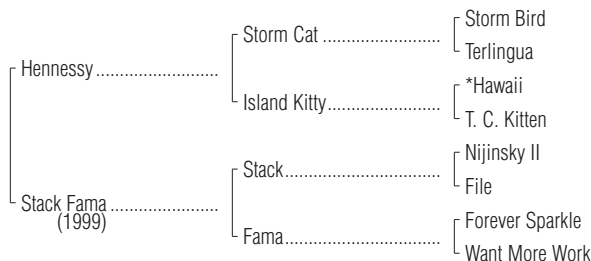 Storm Bird
Storm Cat ........................
Terlingua
Hennessy ..........................
*Hawaii
Island Kitty ........................
T. C. Kitten
Nijinsky II
Stack .................................
File
Stack Fama .......................
(1999)
Forever Sparkle
Fama .................................
Want More Work